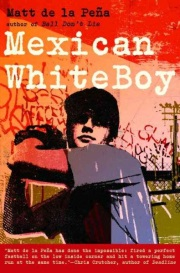 Matt de la Peña
author of Ball Don't Lie
Mexican
WhiteBoy
"Matt de la Peña has done the impossible: fired a perfect
fastball on the low inside corner and hit a towering home
run at the same time."—Chris Crutcher, author of Deadline